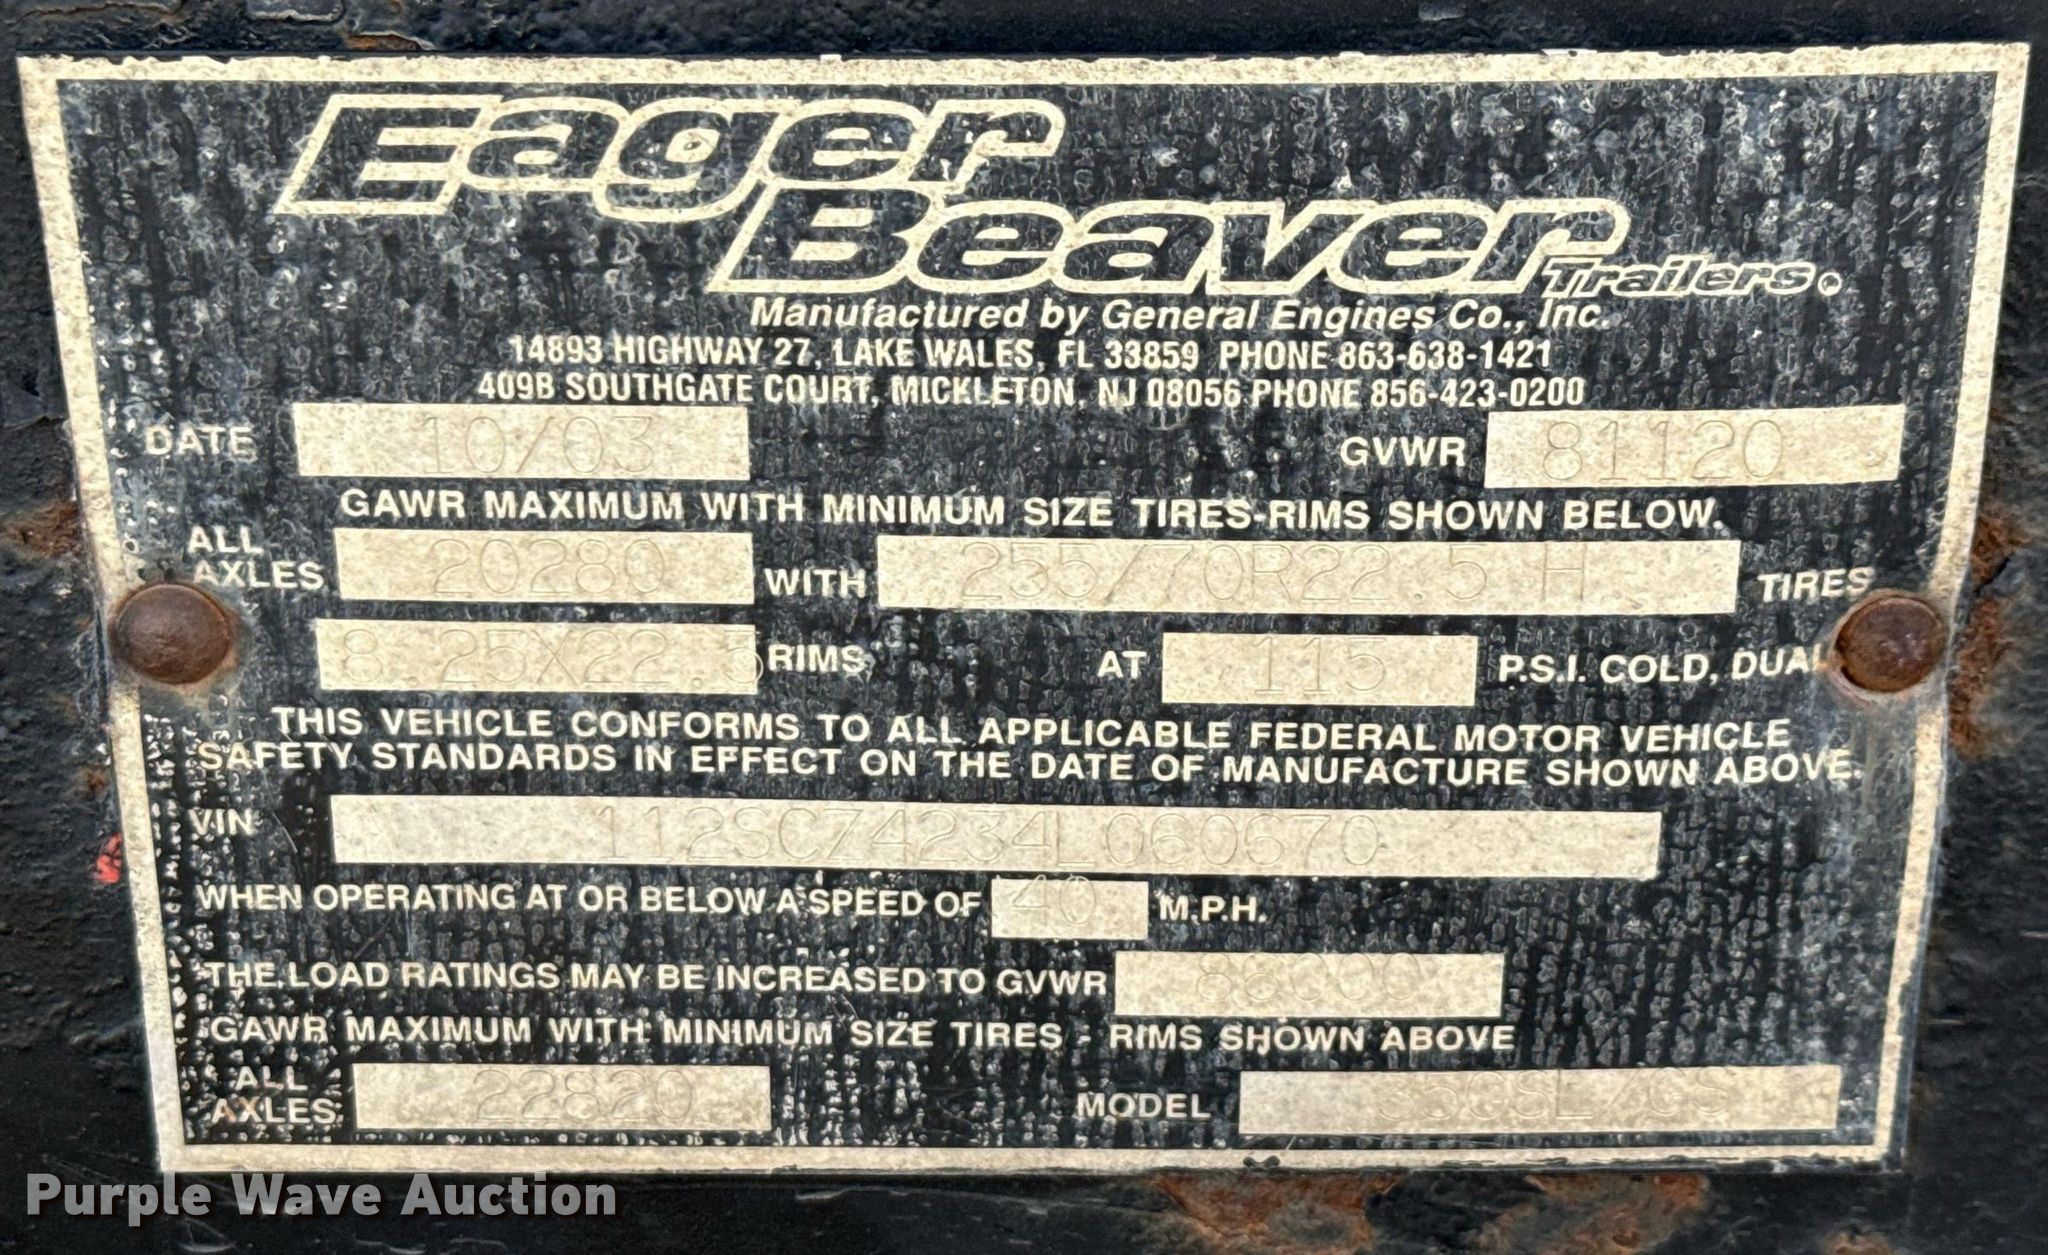 Eager
Beaver
Trailers.
Manufactured by General Engines Co., Inc.
14893 HIGHWAY 27, LAKE WALES, FL 33859 PHONE 863-638-1421
409B SOUTHGATE COURT, MICKLETON, NJ 08056 PHONE 856-423-0200
DATE 10/03 GVWR 81120
GAWR MAXIMUM WITH MINIMUM SIZE TIRES-RIMS SHOWN BELOW.
ALL AXLES 20280 WITH 255/70R22.5 H TIRES
8.25X22.5 RIMS AT 115 P.S.I. COLD, DUAL
THIS VEHICLE CONFORMS TO ALL APPLICABLE FEDERAL MOTOR VEHICLE
SAFETY STANDARDS IN EFFECT ON THE DATE OF MANUFACTURE SHOWN ABOVE.
VIN 112SC74234L060670
WHEN OPERATING AT OR BELOW A SPEED OF 40 M.P.H.
THE LOAD RATINGS MAY BE INCREASED TO GVWR 88000
GAWR MAXIMUM WITH MINIMUM SIZE TIRES - RIMS SHOWN ABOVE
ALL AXLES 22820 MODEL
Purple Wave Auction